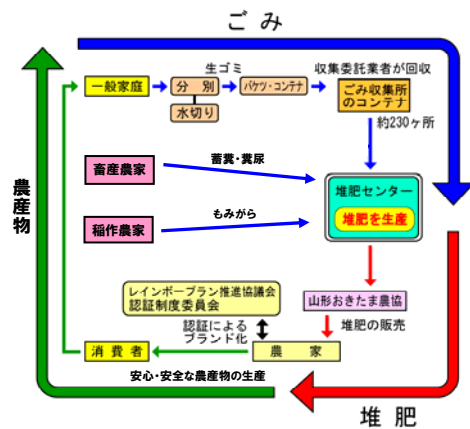 ごみ
生ゴミ
収集委託業者が回収
一般家庭
分別
バケツ・コンテナ
ごみ収集所
のコンテナ
水切り
約230ヶ所
畜産農家
蓄糞・糞尿
堆肥センター
堆肥を生産
稲作農家
もみがら
農産物
レインボープラン推進協議会
認証制度委員会
山形おきたま農協
認証による
ブランド化
堆肥の販売
消費者
農家
安心・安全な農産物の生産
堆肥